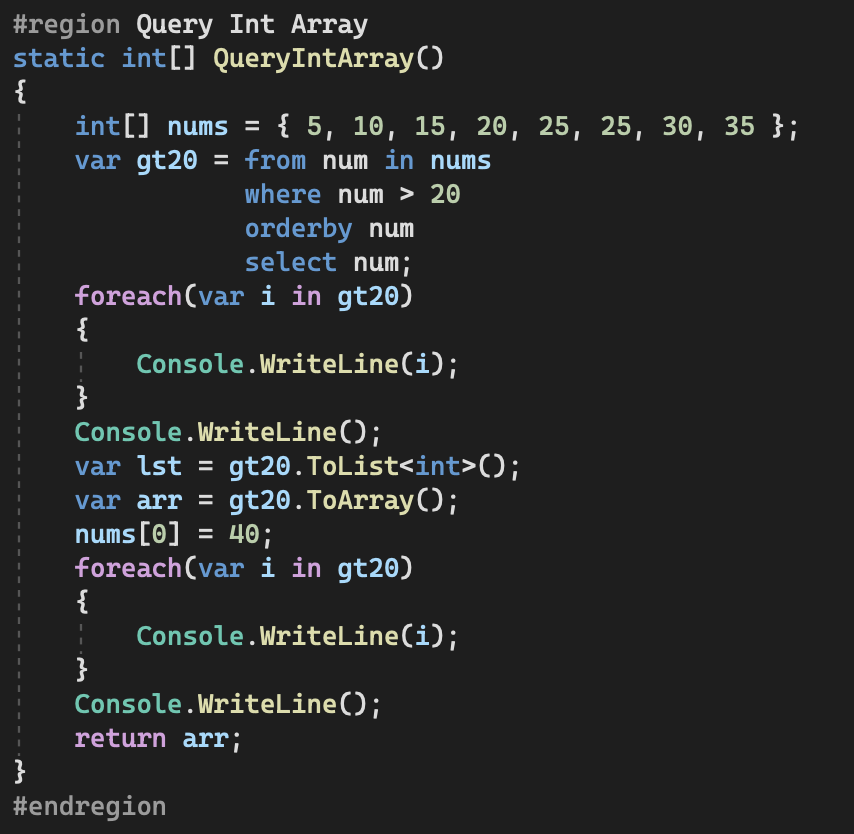 #region Query Int Array
static int[] QueryIntArray()
{
    int[] nums = { 5, 10, 15, 20, 25, 25, 30, 35 };
    var gt20 = from num in nums
               where num > 20
               orderby num
               select num;
    foreach(var i in gt20)
    {
        Console.WriteLine(i);
    }
    Console.WriteLine();
    var lst = gt20.ToList<int>();
    var arr = gt20.ToArray();
    nums[0] = 40;
    foreach(var i in gt20)
    {
        Console.WriteLine(i);
    }
    Console.WriteLine();
    return arr;
}
#endregion